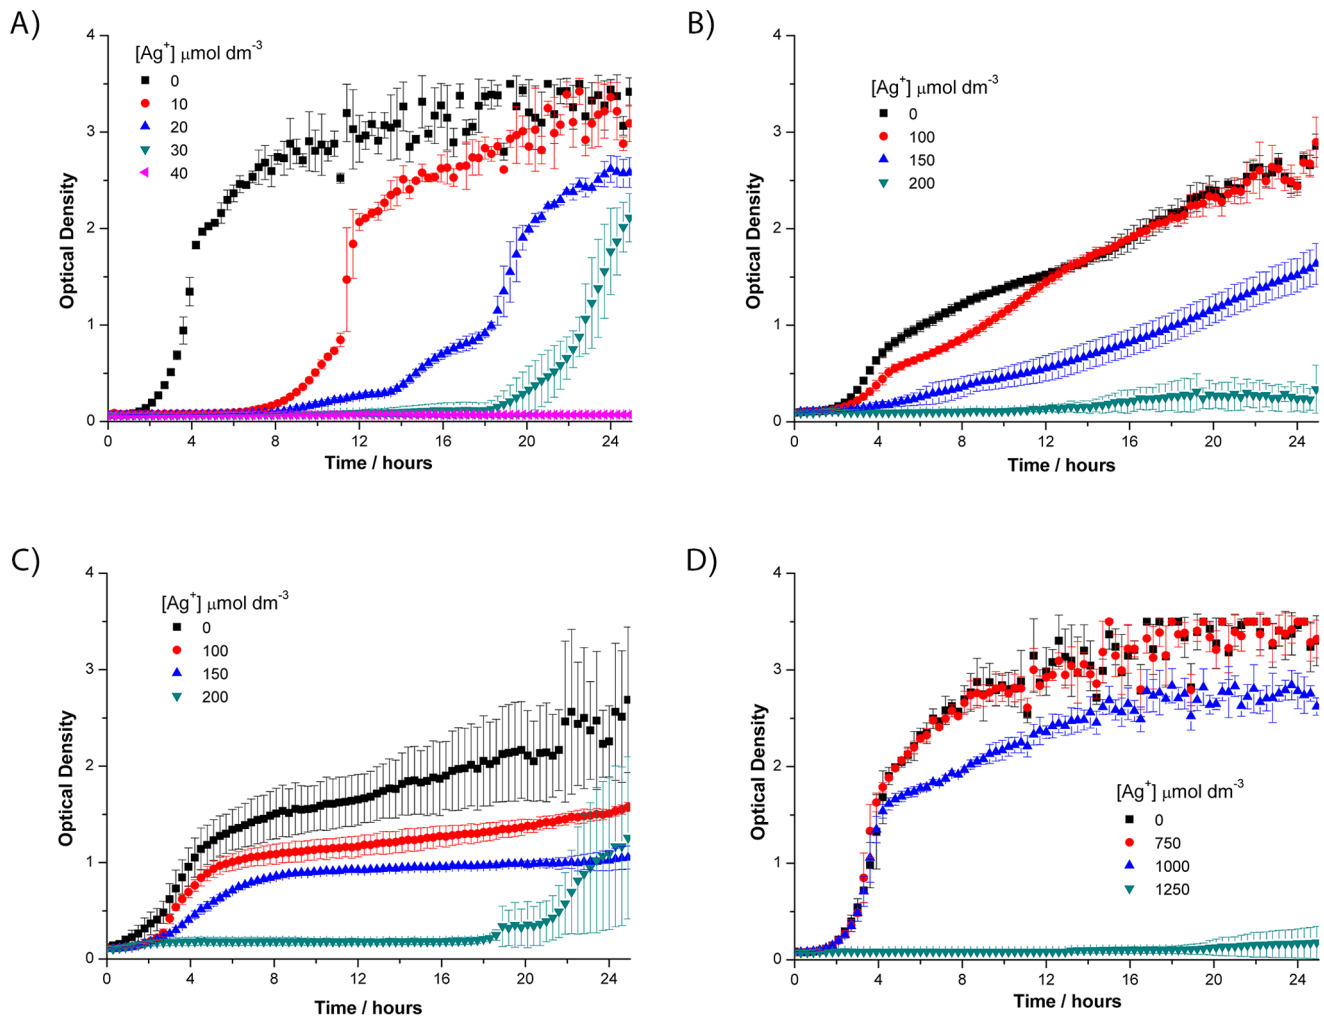 A)
[Ag⁺] μmol dm⁻³
0
10
20
30
40
4
3
2
1
0
Optical Density
0 4 8 12 16 20 24
Time / hours
B)
[Ag⁺] μmol dm⁻³
0
100
150
200
4
3
2
1
0
Optical Density
0 4 8 12 16 20 24
Time / hours
C)
[Ag⁺] μmol dm⁻³
0
100
150
200
4
3
2
1
0
Optical Density
0 4 8 12 16 20 24
Time / hours
D)
4
3
2
1
0
Optical Density
[Ag⁺] μmol dm⁻³
0
750
1000
1250
0 4 8 12 16 20 24
Time / hours